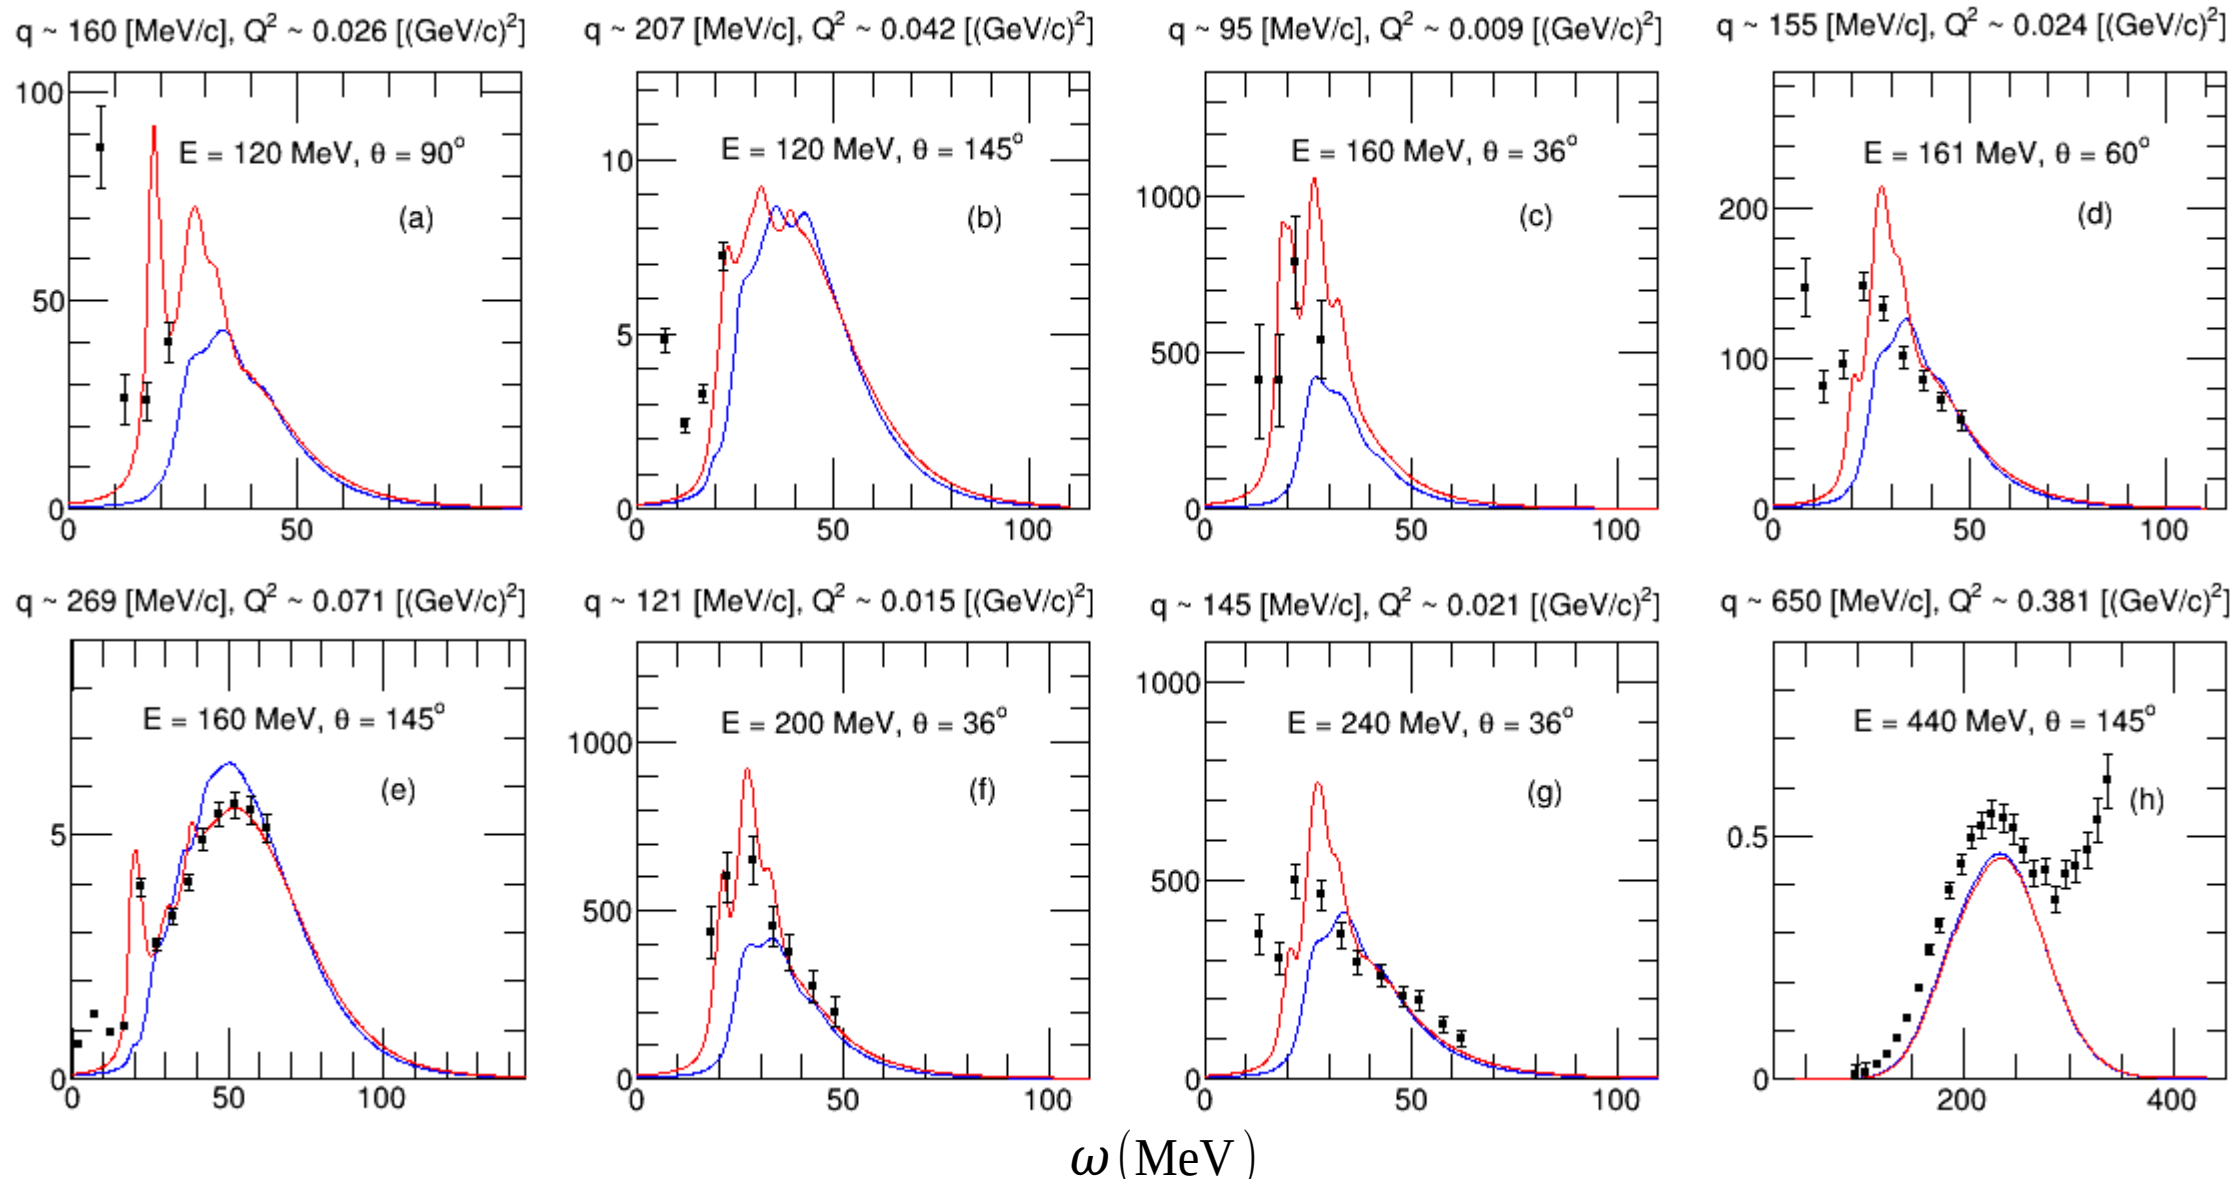 q ~ 160 [MeV/c], Q² ~ 0.026 [(GeV/c)²]
q ~ 207 [MeV/c], Q² ~ 0.042 [(GeV/c)²]
q ~ 95 [MeV/c], Q² ~ 0.009 [(GeV/c)²]
q ~ 155 [MeV/c], Q² ~ 0.024 [(GeV/c)²]
100
50
0
E = 120 MeV, θ = 90°
(a)
0 50
10
5
0
E = 120 MeV, θ = 145°
(b)
0 50 100
1000
500
0
E = 160 MeV, θ = 36°
(c)
0 50 100
200
100
0
E = 161 MeV, θ = 60°
(d)
0 50 100
q ~ 269 [MeV/c], Q² ~ 0.071 [(GeV/c)²]
q ~ 121 [MeV/c], Q² ~ 0.015 [(GeV/c)²]
q ~ 145 [MeV/c], Q² ~ 0.021 [(GeV/c)²]
q ~ 650 [MeV/c], Q² ~ 0.381 [(GeV/c)²]
5
0
E = 160 MeV, θ = 145°
(e)
0 50 100
1000
500
0
E = 200 MeV, θ = 36°
(f)
0 50 100
1000
500
0
E = 240 MeV, θ = 36°
(g)
0 50 100
0.5
0
E = 440 MeV, θ = 145°
(h)
200 400
ω(MeV)